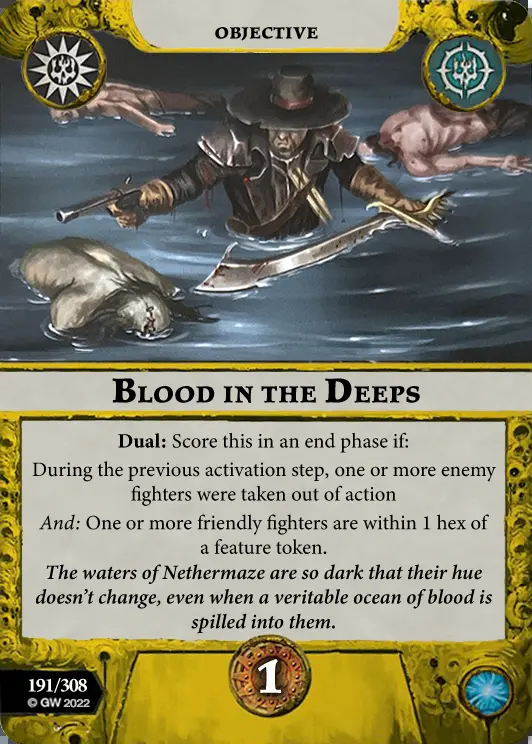 OBJECTIVE
BLOOD IN THE DEEPS
Dual: Score this in an end phase if:
During the previous activation step, one or more enemy
fighters were taken out of action
And: One or more friendly fighters are within 1 hex of
a feature token.
The waters of Nethermaze are so dark that their hue
doesn't change, even when a veritable ocean of blood is
spilled into them.
1
191/308
© GW 2022